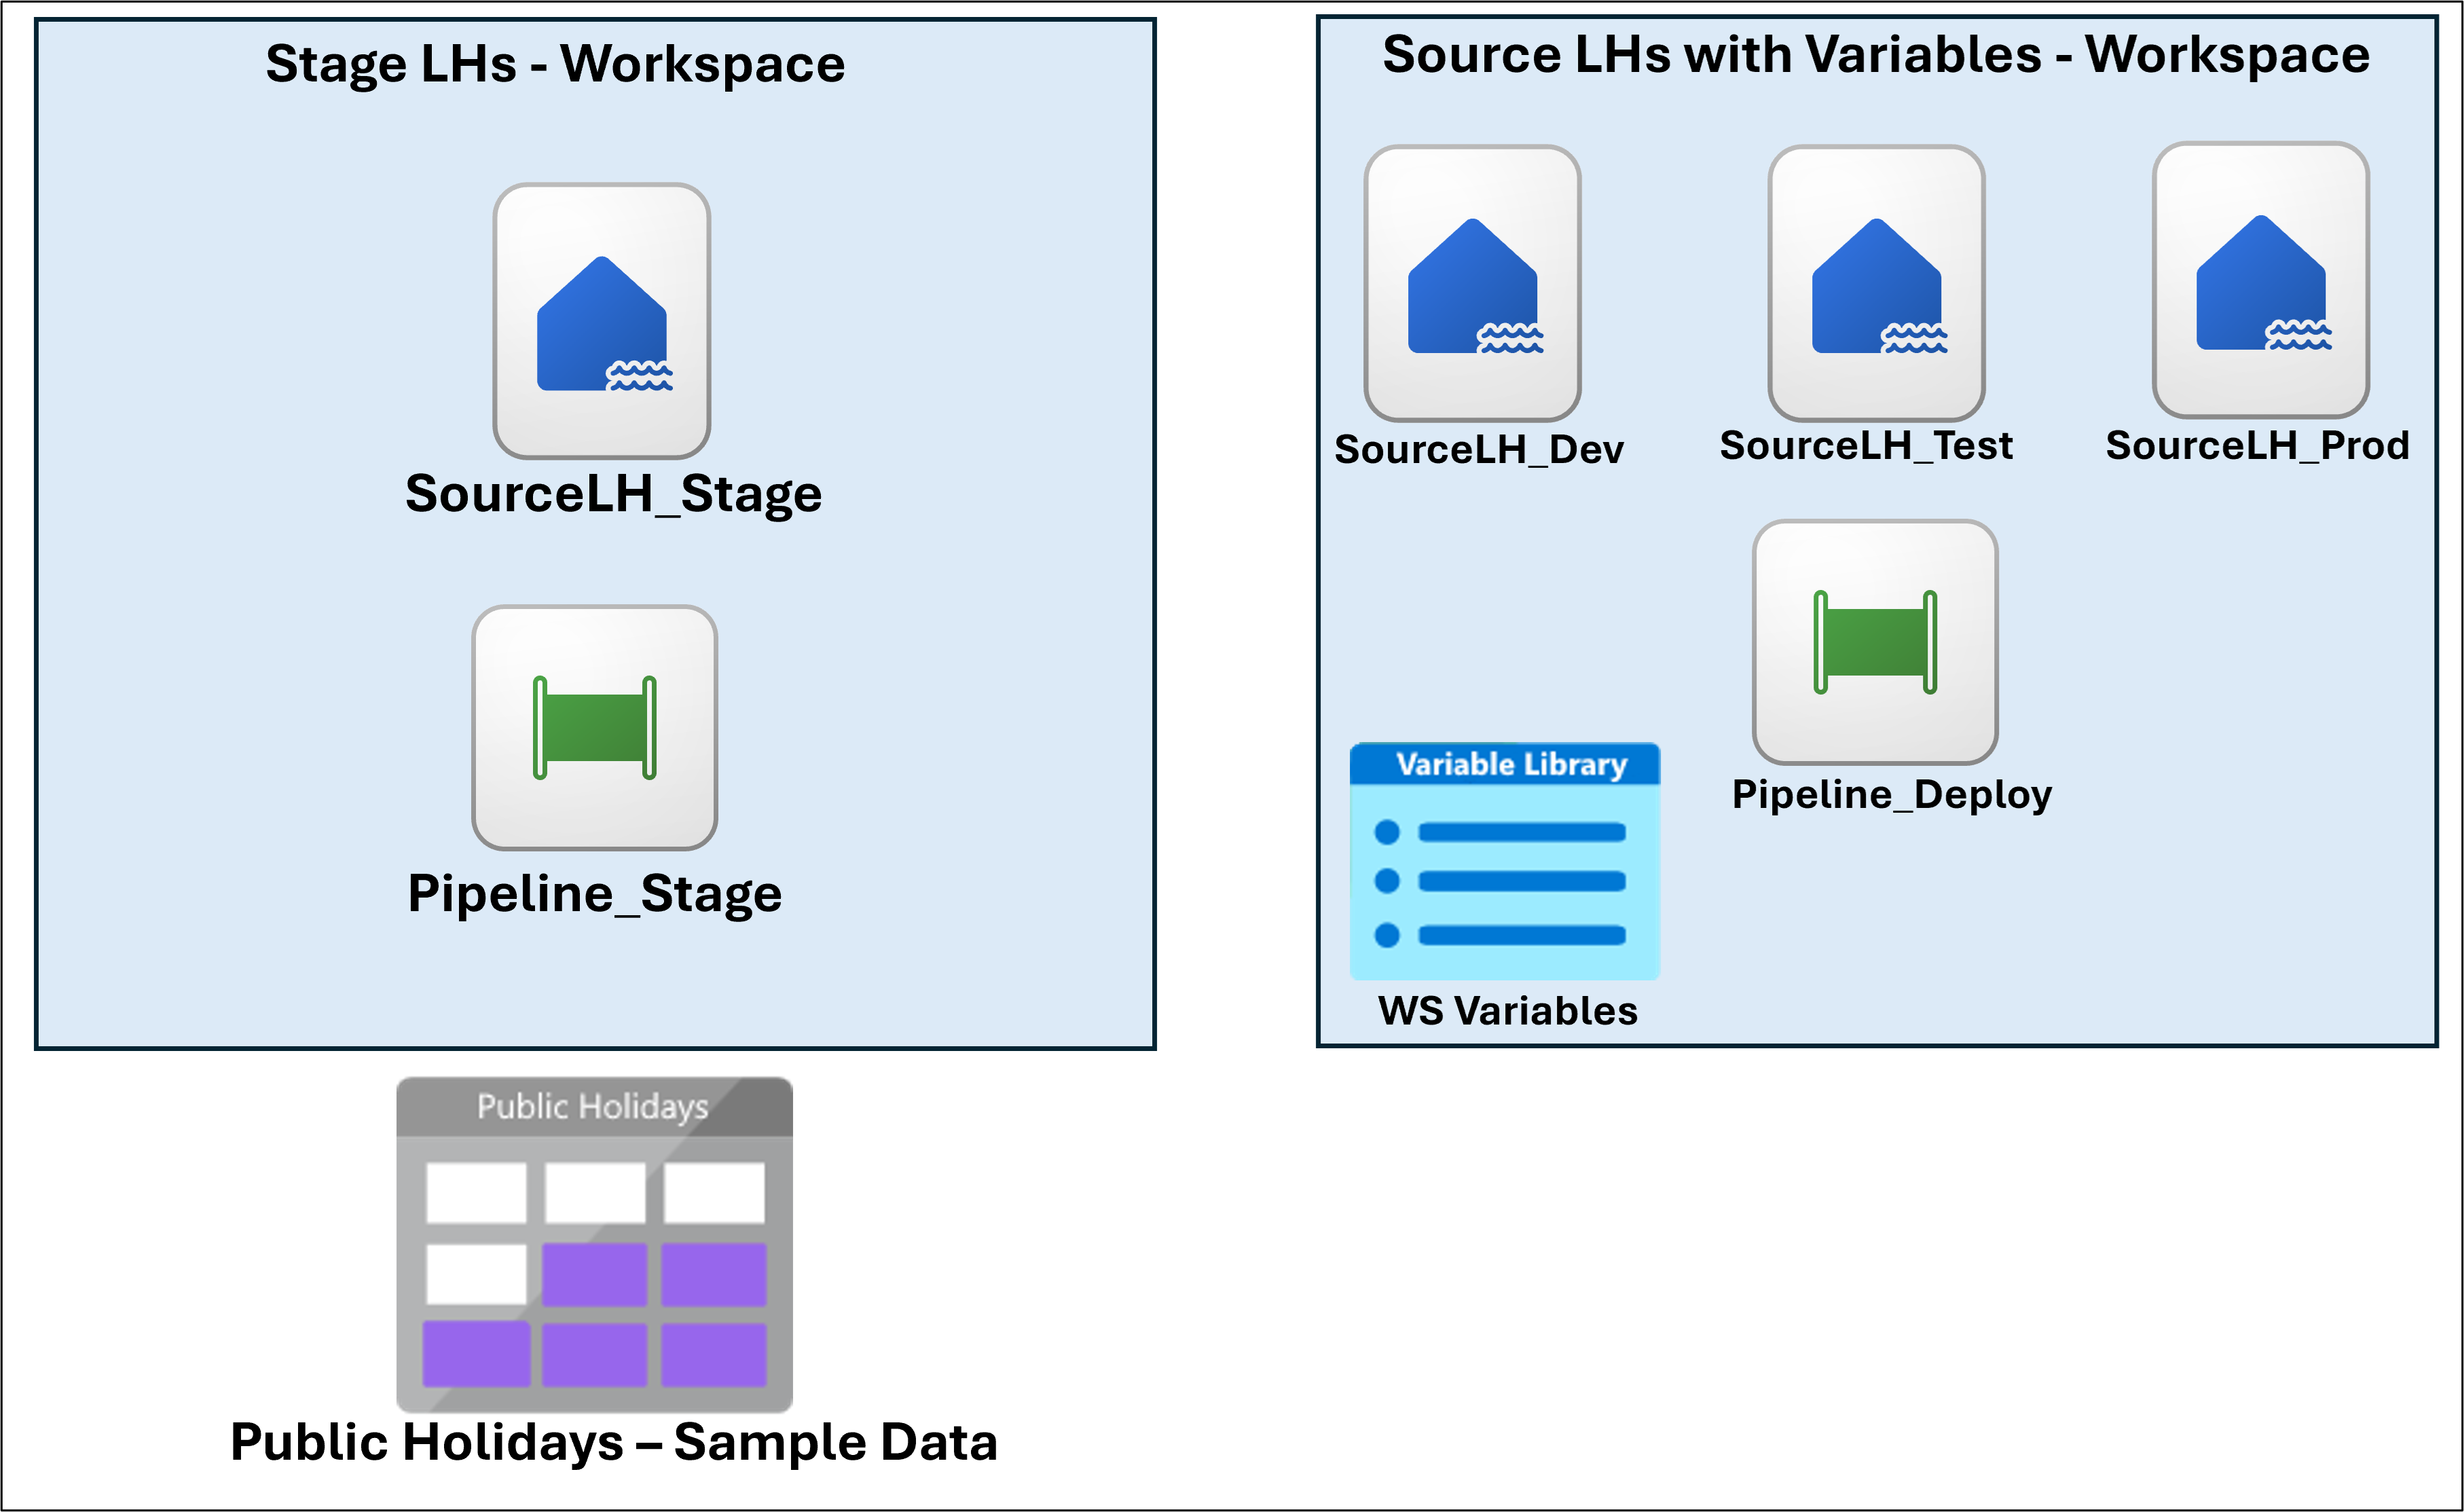 Stage LHs - Workspace
SourceLH_Stage
Pipeline_Stage
Source LHs with Variables - Workspace
SourceLH_Dev
SourceLH_Test
SourceLH_Prod
Pipeline_Deploy
Variable Library
WS Variables
Public Holidays
Public Holidays – Sample Data